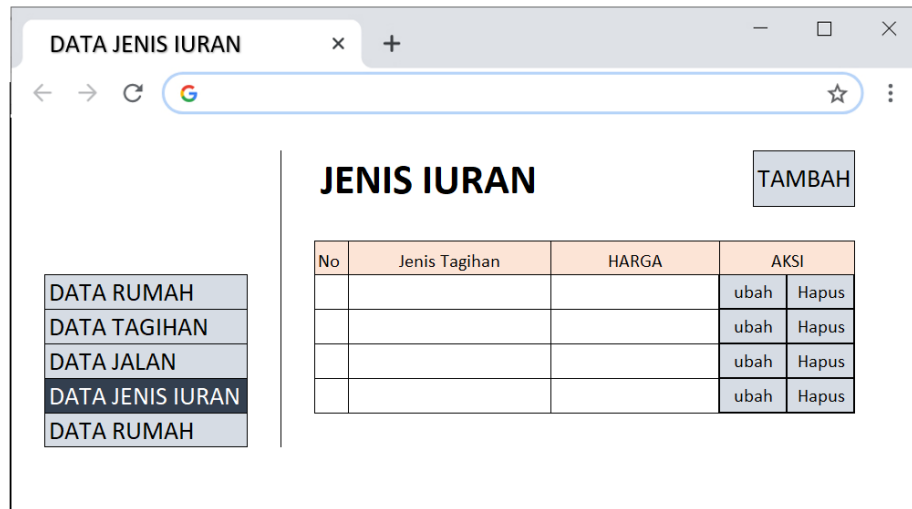 DATA JENIS IURAN
JENIS IURAN
TAMBAH
No Jenis Tagihan HARGA AKSI
ubah Hapus
ubah Hapus
ubah Hapus
ubah Hapus
DATA RUMAH
DATA TAGIHAN
DATA JALAN
DATA JENIS IURAN
DATA RUMAH